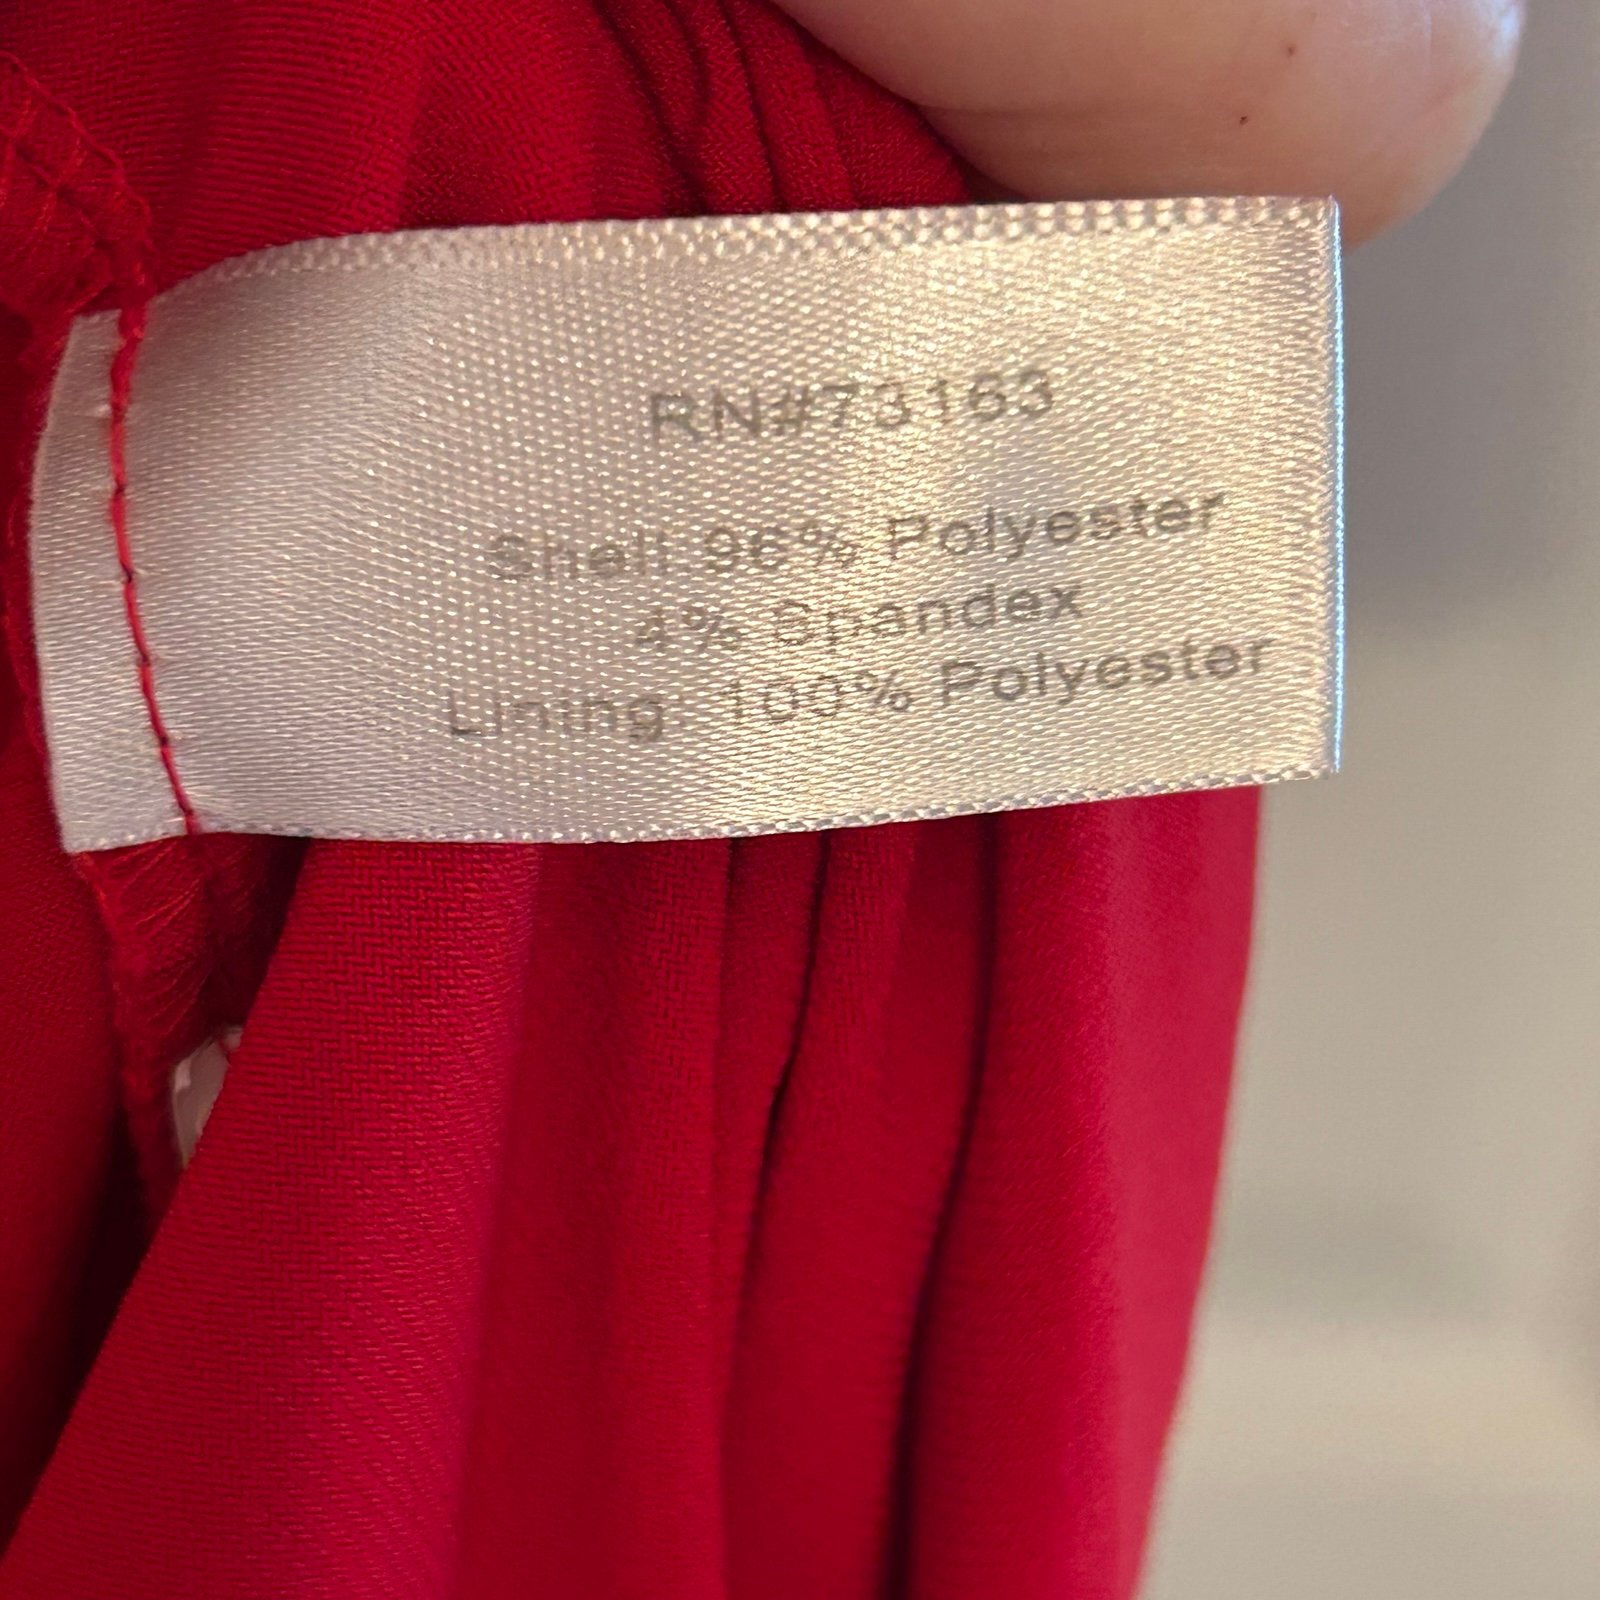 RN#73163
Shell: 96% Polyester
4% Spandex
Lining: 100% Polyester